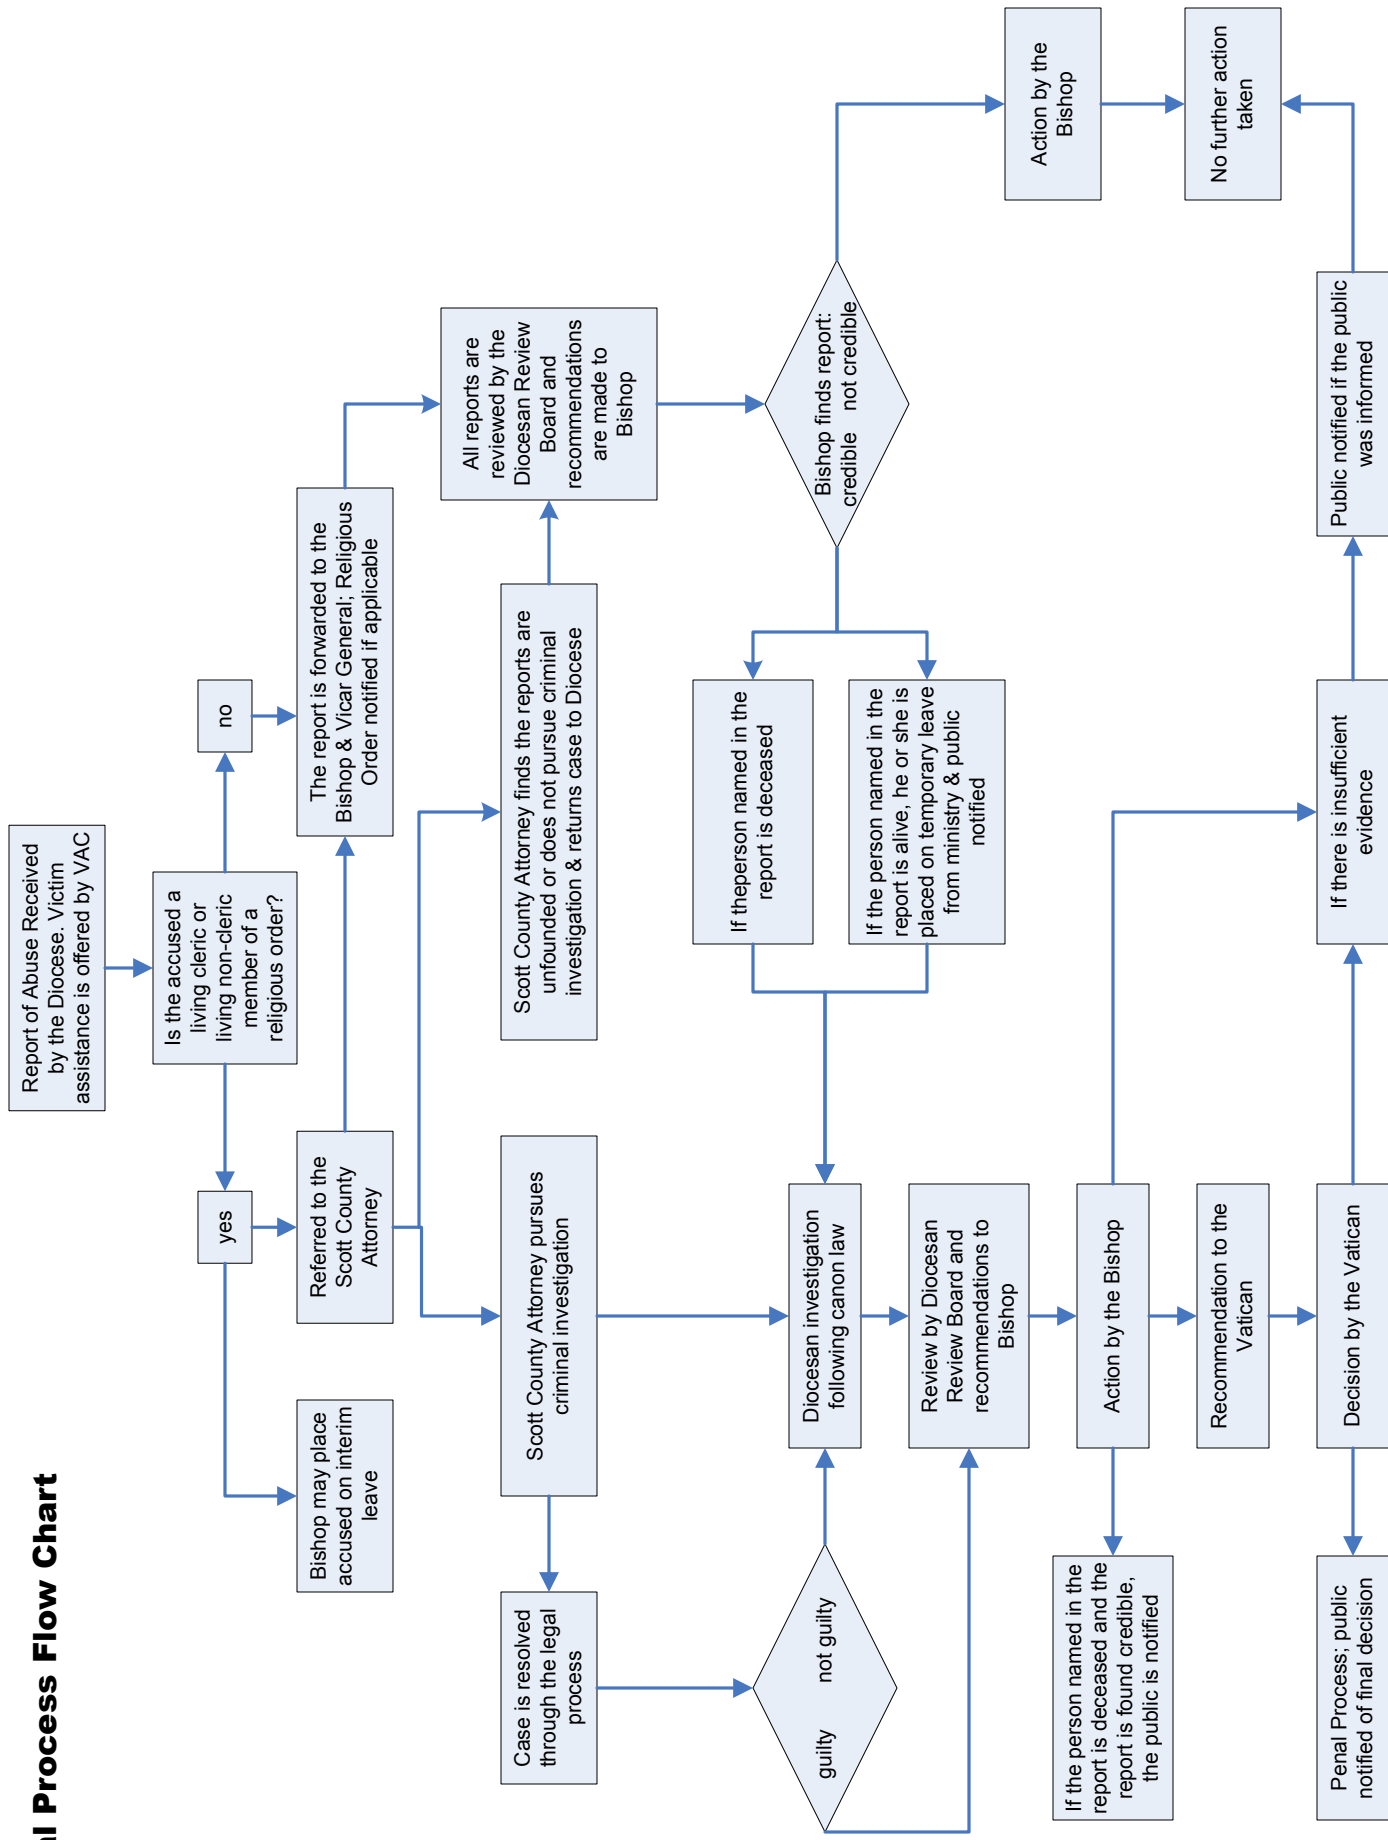 al Process Flow Chart
Report of Abuse Received
by the Diocese. Victim
assistance is offered by VAC
Is the accused a
living cleric or
living non-cleric
member of a
religious order?
yes
no
Bishop may place
accused on interim
leave
Referred to the
Scott County
Attorney
The report is forwarded to the
Bishop & Vicar General; Religious
Order notified if applicable
Case is resolved
through the legal
process
Scott County Attorney pursues
criminal investigation
Scott County Attorney finds the reports are
unfounded or does not pursue criminal
investigation & returns case to Diocese
All reports are
reviewed by the
Diocesan Review
Board and
recommendations
are made to
Bishop
If theperson named in the
report is deceased
If the person named in the
report is alive, he or she is
placed on temporary leave
from ministry & public
notified
Bishop finds report:
credible not credible
guilty not guilty
Diocesan investigation
following canon law
Review by Diocesan
Review Board and
recommendations to
Bishop
Action by the
Bishop
If the person named in the
report is deceased and the
report is found credible,
the public is notified
Action by the Bishop
Recommendation to the
Vatican
No further action
taken
Penal Process; public
notified of final decision
Decision by the Vatican
If there is insufficient
evidence
Public notified if the public
was informed